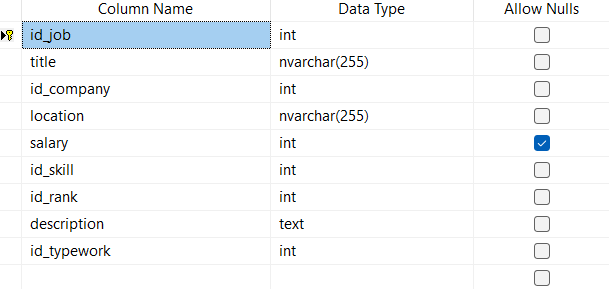 Column Name Data Type Allow Nulls
id_job int
title nvarchar(255)
id_company int
location nvarchar(255)
salary int
id_skill int
id_rank int
description text
id_typework int